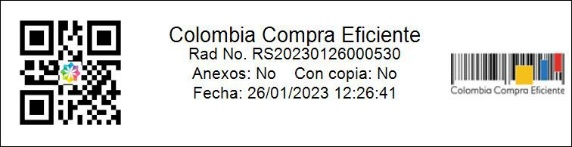 Colombia Compra Eficiente
Rad No. RS20230126000530
Anexos: No Con copia: No
Fecha: 26/01/2023 12:26:41
Colombia Compra Eficiente